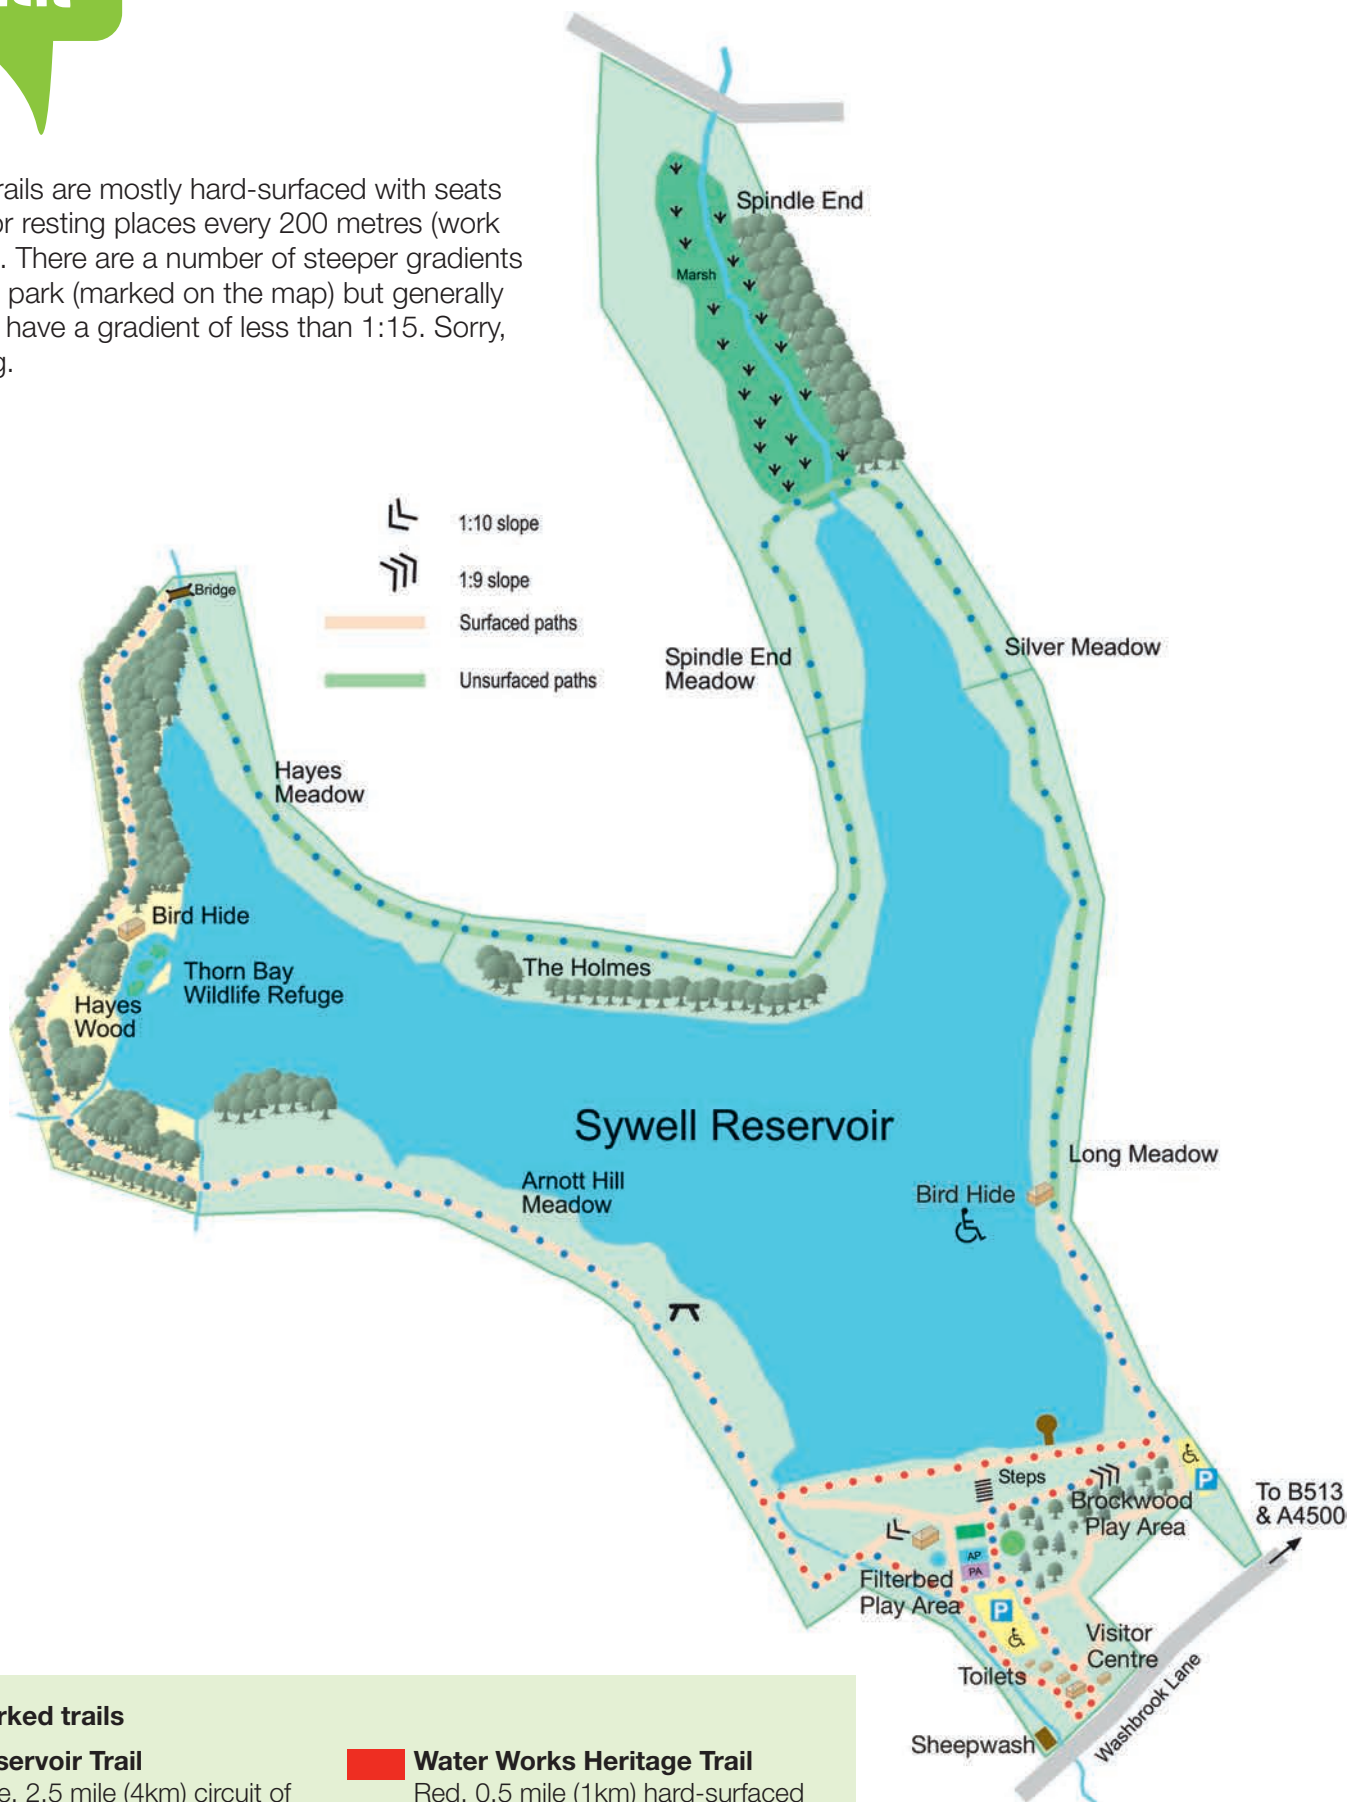 rails are mostly hard-surfaced with seats
or resting places every 200 metres (work
. There are a number of steeper gradients
park (marked on the map) but generally
have a gradient of less than 1:15. Sorry,
g.
Spindle End
Marsh
1:10 slope
1:9 slope
Surfaced paths
Unsurfaced paths
Bridge
Spindle End
Meadow
Silver Meadow
Hayes
Meadow
Bird Hide
Thorn Bay
Wildlife Refuge
The Holmes
Hayes
Wood
Sywell Reservoir
Arnott Hill
Meadow
Long Meadow
Bird Hide
Steps
P
Brockwood
Play Area
To B513
& A4500
AP
PA
Filterbed
Play Area
P
Visitor
Centre
Toilets
Sheepwash
Washbrook Lane
rked trails
servoir Trail
e. 2.5 mile (4km) circuit of
Water Works Heritage Trail
Red. 0.5 mile (1km) hard-surfaced